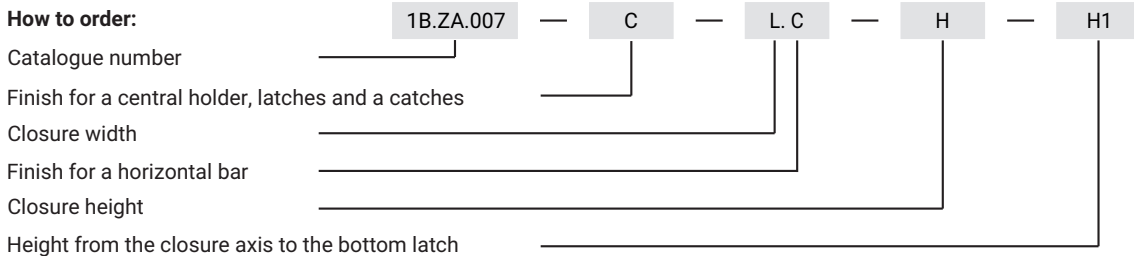 How to order: 1B.ZA.007 — C — L. C — H — H1
Catalogue number
Finish for a central holder, latches and a catches
Closure width
Finish for a horizontal bar
Closure height
Height from the closure axis to the bottom latch